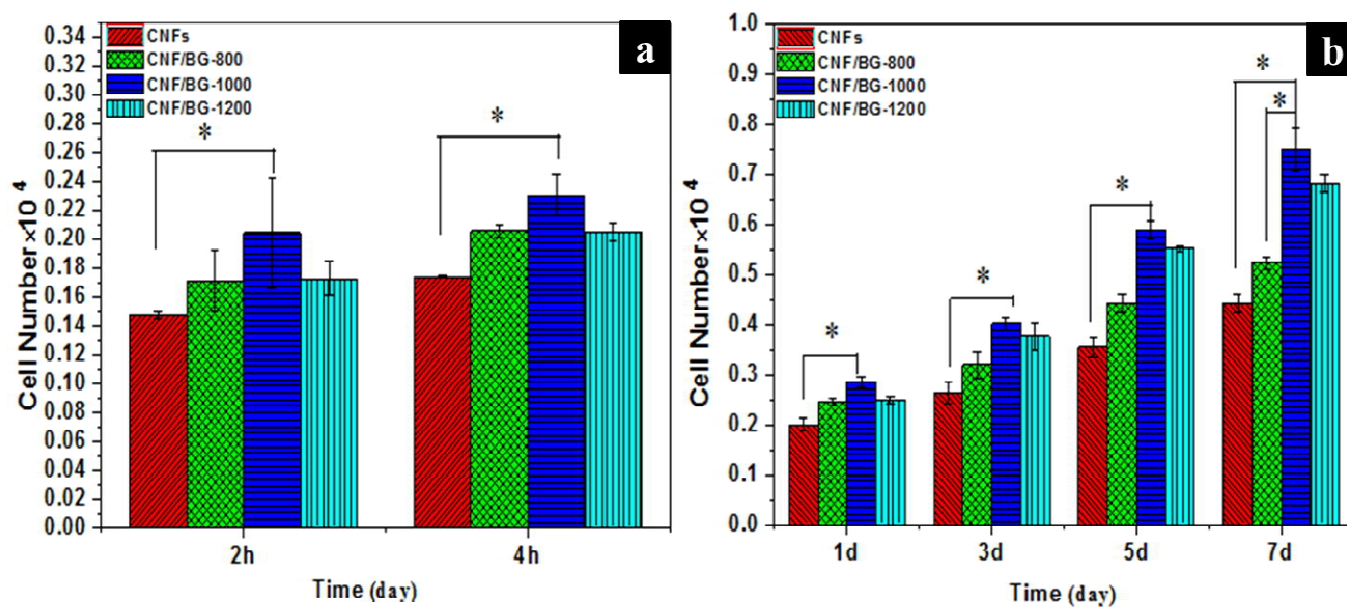 a
CNFs
CNF/BG-800
CNF/BG-1000
CNF/BG-1200
0.34
0.32
0.30
0.28
0.26
0.24
0.22
0.20
0.18
0.16
0.14
0.12
0.10
0.08
0.06
0.04
0.02
0.00
Cell Number×10 4
*
*
2h
4h
Time (day)
b
CNFs
CNF/BG-800
CNF/BG-1000
CNF/BG-1200
1.0
0.9
0.8
0.7
0.6
0.5
0.4
0.3
0.2
0.1
0.0
Cell Number×10 4
*
*
*
*
*
1d
3d
5d
7d
Time (day)